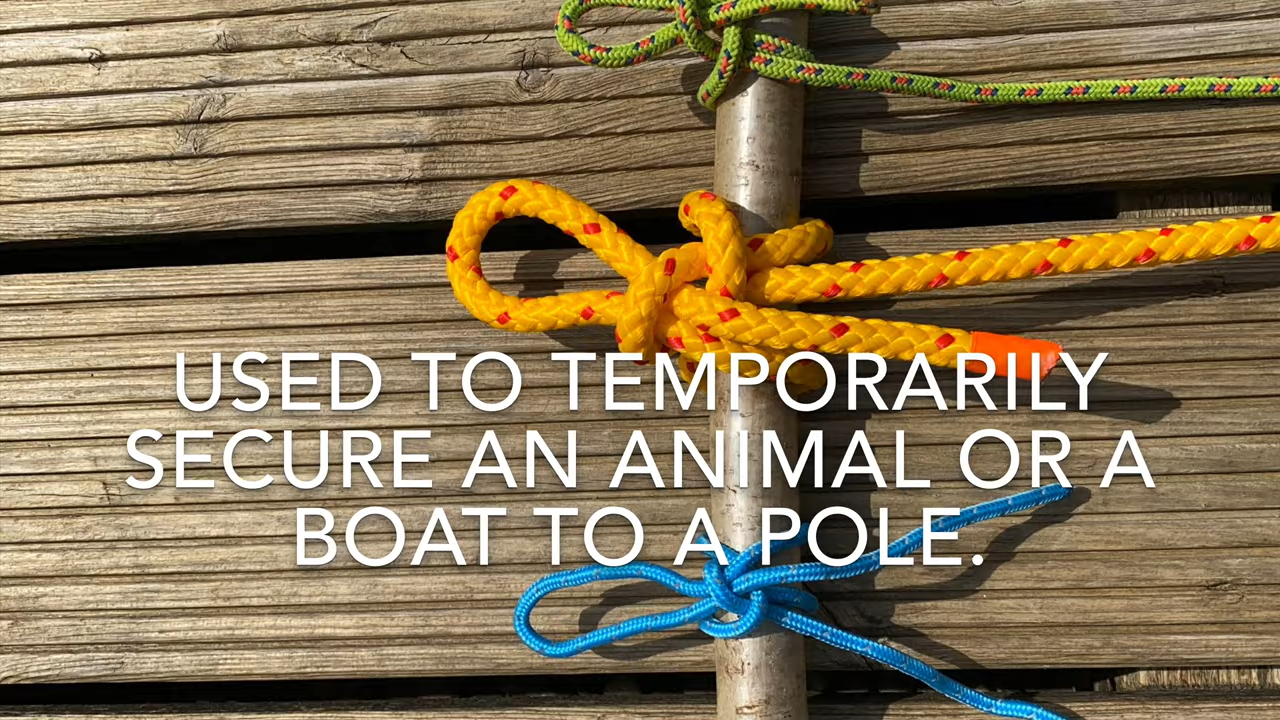 USED TO TEMPORARILY
SECURE AN ANIMAL OR A
BOAT TO A POLE.